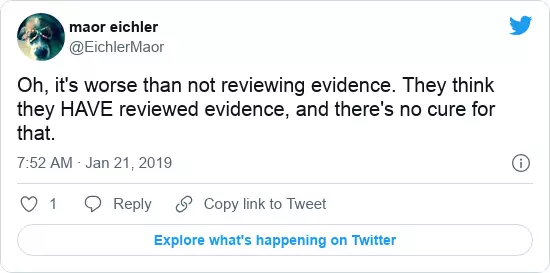 maor eichler
@EichlerMaor
Oh, it's worse than not reviewing evidence. They think
they HAVE reviewed evidence, and there's no cure for
that.
7:52 AM · Jan 21, 2019
1 Reply Copy link to Tweet
Explore what's happening on Twitter